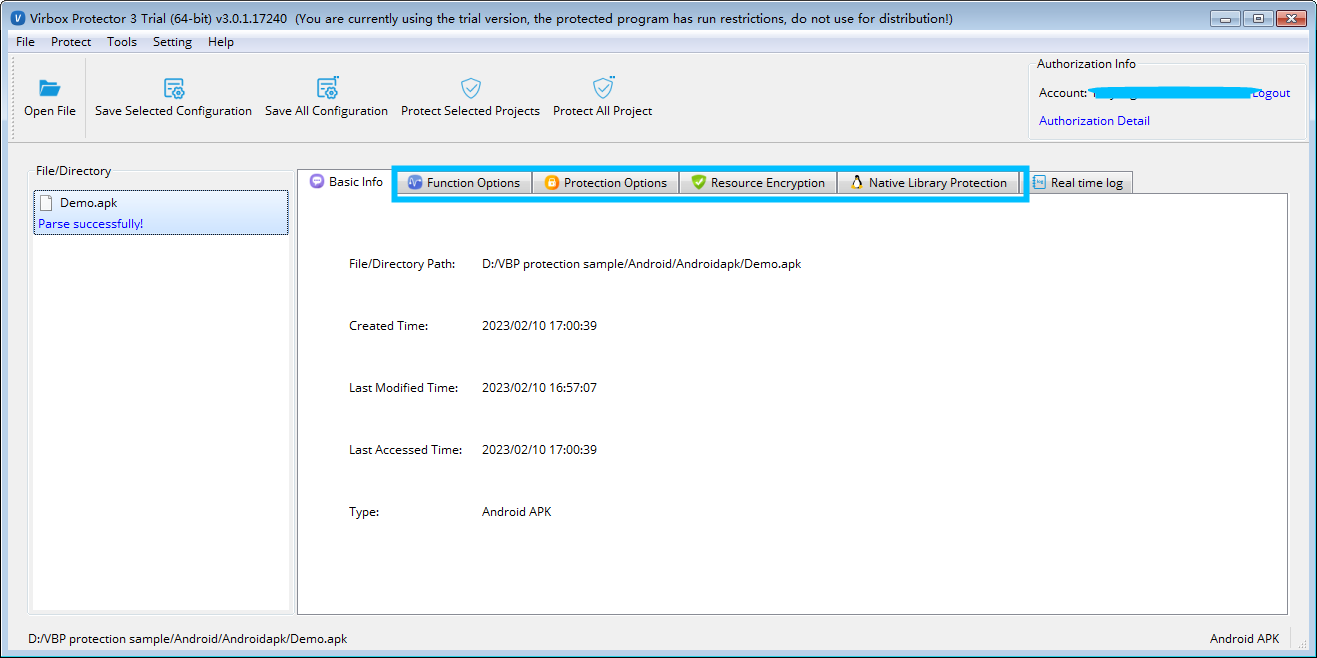 Virbox Protector 3 Trial (64-bit) v3.0.1.17240 (You are currently using the trial version, the protected program has run restrictions, do not use for distribution!)
File Protect Tools Setting Help
Open File Save Selected Configuration Save All Configuration Protect Selected Projects Protect All Project
Authorization Info
Account: Logout
Authorization Detail
File/Directory
Demo.apk
Parse successfully!
Basic Info Function Options Protection Options Resource Encryption Native Library Protection Real time log
File/Directory Path: D:/VBP protection sample/Android/Androidapk/Demo.apk
Created Time: 2023/02/10 17:00:39
Last Modified Time: 2023/02/10 16:57:07
Last Accessed Time: 2023/02/10 17:00:39
Type: Android APK
D:/VBP protection sample/Android/Androidapk/Demo.apk Android APK